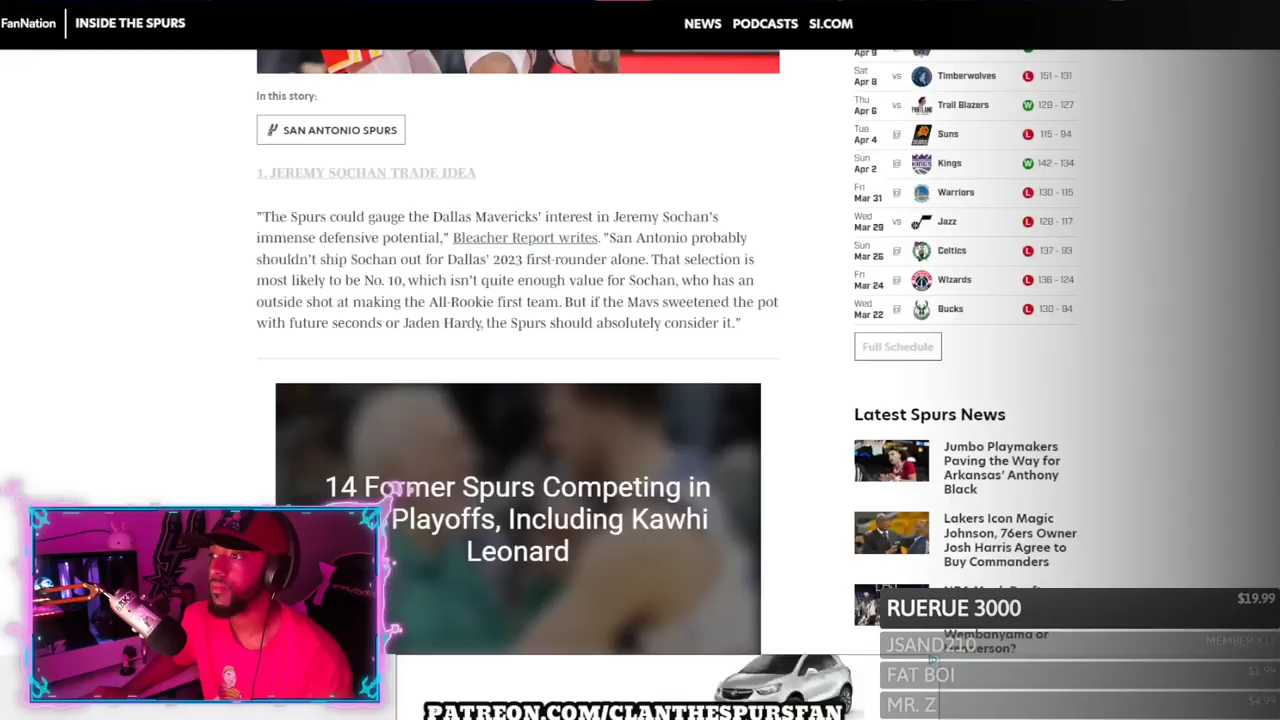 FanNation INSIDE THE SPURS NEWS PODCASTS SI.COM
In this story:
SAN ANTONIO SPURS
1. JEREMY SOCHAN TRADE IDEA
"The Spurs could gauge the Dallas Mavericks' interest in Jeremy Sochan's
immense defensive potential," Bleacher Report writes. "San Antonio probably
shouldn't ship Sochan out for Dallas' 2023 first-rounder alone. That selection is
most likely to be No. 10, which isn't quite enough value for Sochan, who has an
outside shot at making the All-Rookie first team. But if the Mavs sweetened the pot
with future seconds or Jaden Hardy, the Spurs should absolutely consider it."
14 Former Spurs Competing in
Playoffs, Including Kawhi
Leonard
Apr 9
Sat
Apr 8 vs Timberwolves L 151 - 131
Thu
Apr 6 vs Trail Blazers W 129 - 127
Tue
Apr 4 @ Suns L 115 - 94
Sun
Apr 2 @ Kings W 142 - 134
Fri
Mar 31 @ Warriors L 130 - 115
Wed
Mar 29 vs Jazz L 128 - 117
Sun
Mar 26 @ Celtics L 137 - 93
Fri
Mar 24 @ Wizards L 136 - 124
Wed
Mar 22 @ Bucks L 130 - 94
Full Schedule
Latest Spurs News
Jumbo Playmakers
Paving the Way for
Arkansas' Anthony
Black
Lakers Icon Magic
Johnson, 76ers Owner
Josh Harris Agree to
Buy Commanders
Wembanyama or
RUERUE 3000 $19.99
JSAND210 MEMBER
FAT BOI $1.99
MR. Z $4.99
PATREON.COM/CLANTHESPURSFAN